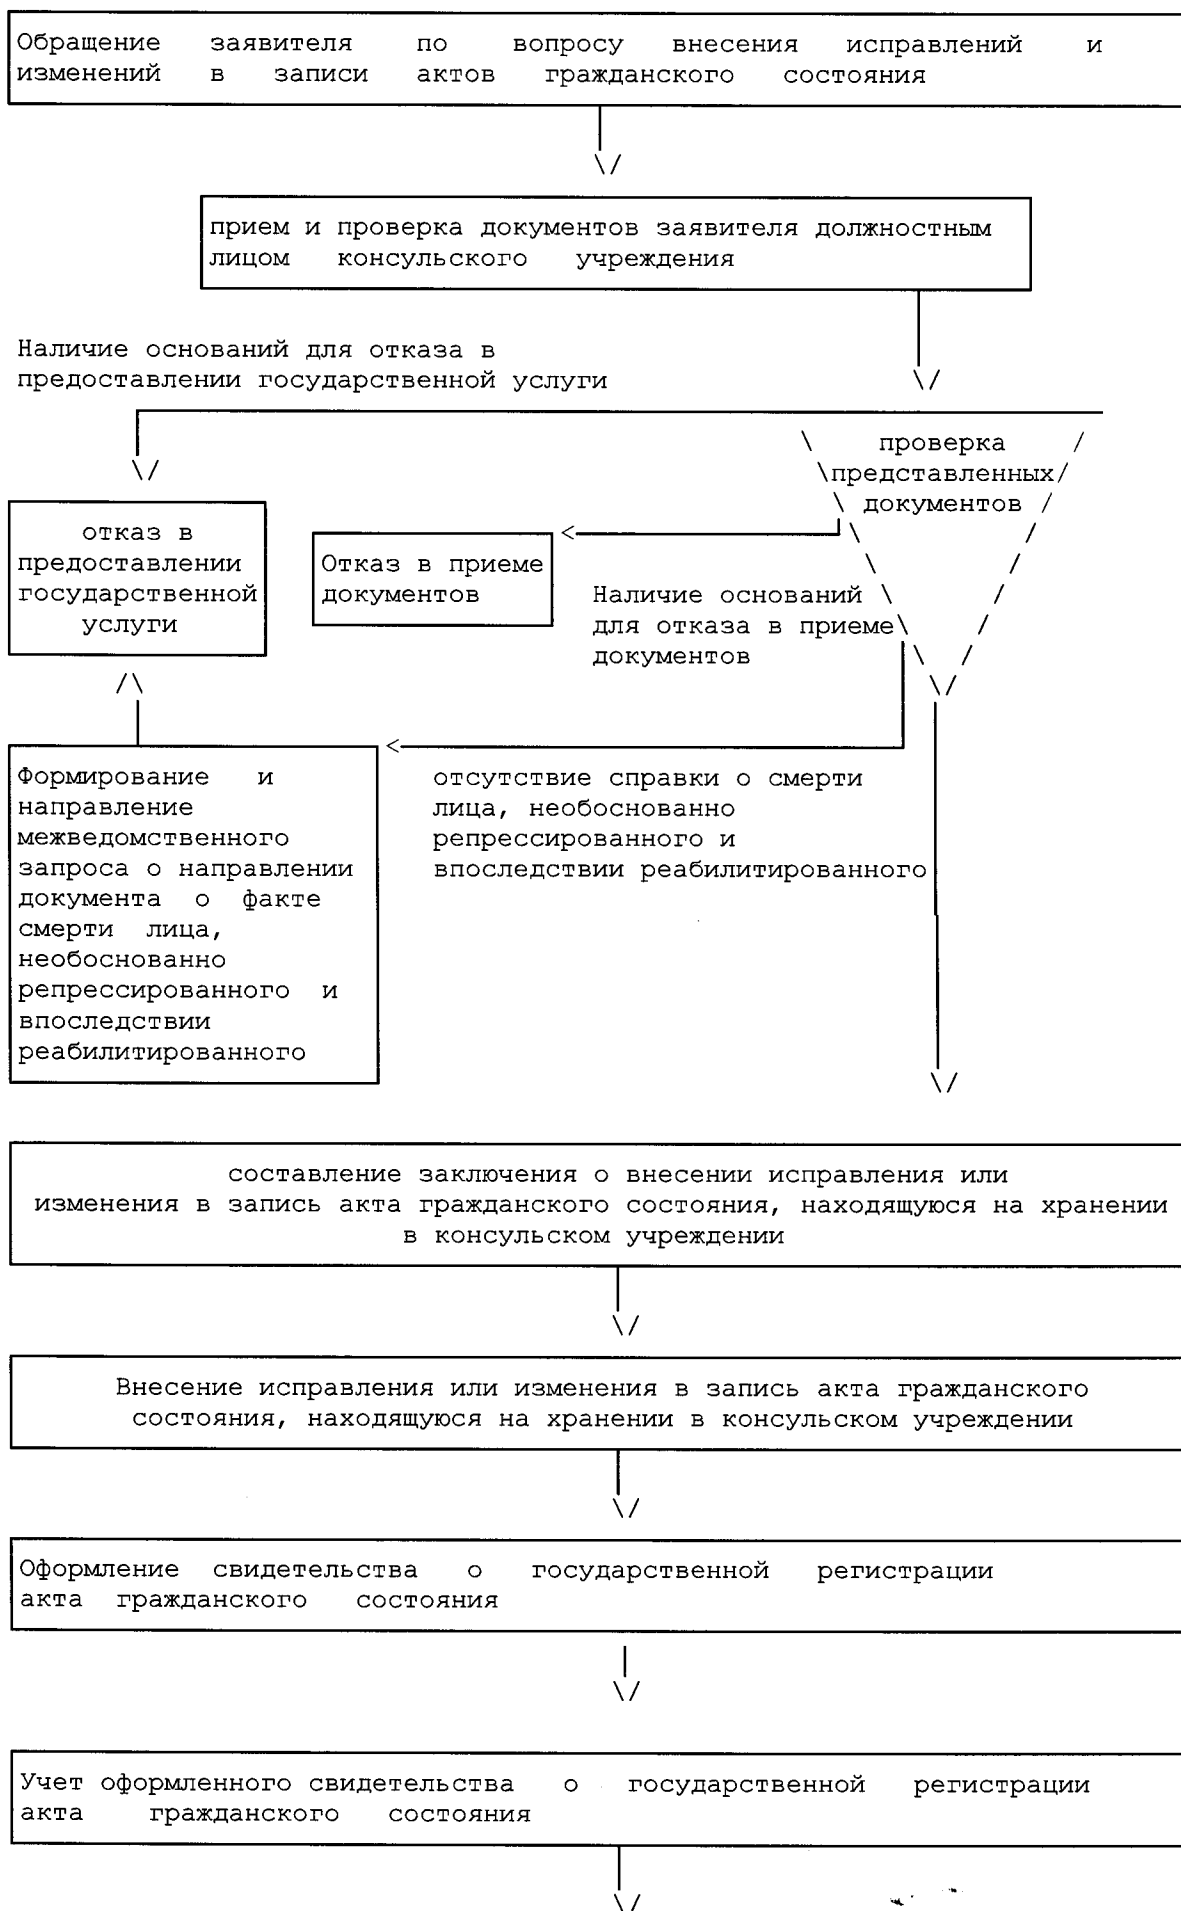 Обращение заявителя по вопросу внесения исправлений и
изменений в записи актов гражданского состояния
прием и проверка документов заявителя должностным
лицом консульского учреждения
Наличие оснований для отказа в
предоставлении государственной услуги
проверка
представленных
документов
отказ в
предоставлении
государственной
услуги
Отказ в приеме
документов
Наличие оснований
для отказа в приеме
документов
Формирование и
направление
межведомственного
запроса о направлении
документа о факте
смерти лица,
необоснованно
репрессированного и
впоследствии
реабилитированного
отсутствие справки о смерти
лица, необоснованно
репрессированного и
впоследствии реабилитированного
составление заключения о внесении исправления или
изменения в запись акта гражданского состояния, находящуюся на хранении
в консульском учреждении
Внесение исправления или изменения в запись акта гражданского
состояния, находящуюся на хранении в консульском учреждении
Оформление свидетельства о государственной регистрации
акта гражданского состояния
Учет оформленного свидетельства о государственной регистрации
акта гражданского состояния